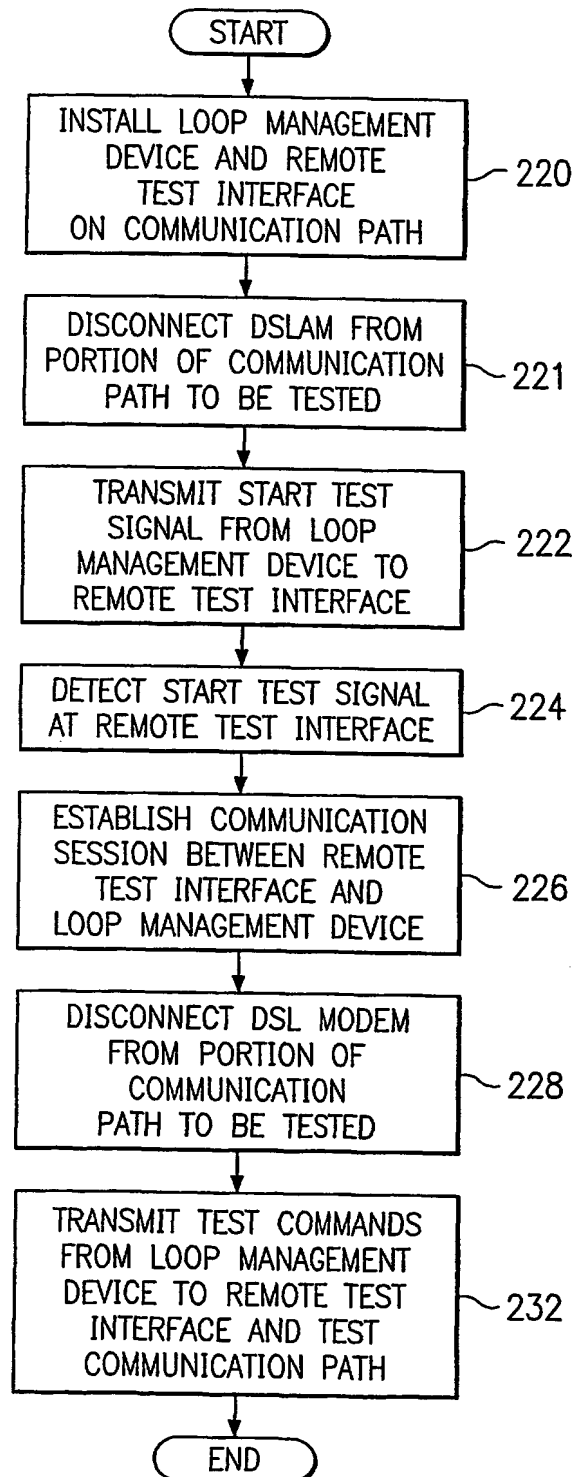 START
INSTALL LOOP MANAGEMENT
DEVICE AND REMOTE
TEST INTERFACE
ON COMMUNICATION PATH
220
DISCONNECT DSLAM FROM
PORTION OF COMMUNICATION
PATH TO BE TESTED
221
TRANSMIT START TEST
SIGNAL FROM LOOP
MANAGEMENT DEVICE TO
REMOTE TEST INTERFACE
222
DETECT START TEST SIGNAL
AT REMOTE TEST INTERFACE
224
ESTABLISH COMMUNICATION
SESSION BETWEEN REMOTE
TEST INTERFACE AND
LOOP MANAGEMENT DEVICE
226
DISCONNECT DSL MODEM
FROM PORTION OF
COMMUNICATION
PATH TO BE TESTED
228
TRANSMIT TEST COMMANDS
FROM LOOP MANAGEMENT
DEVICE TO REMOTE TEST
INTERFACE AND TEST
COMMUNICATION PATH
232
END